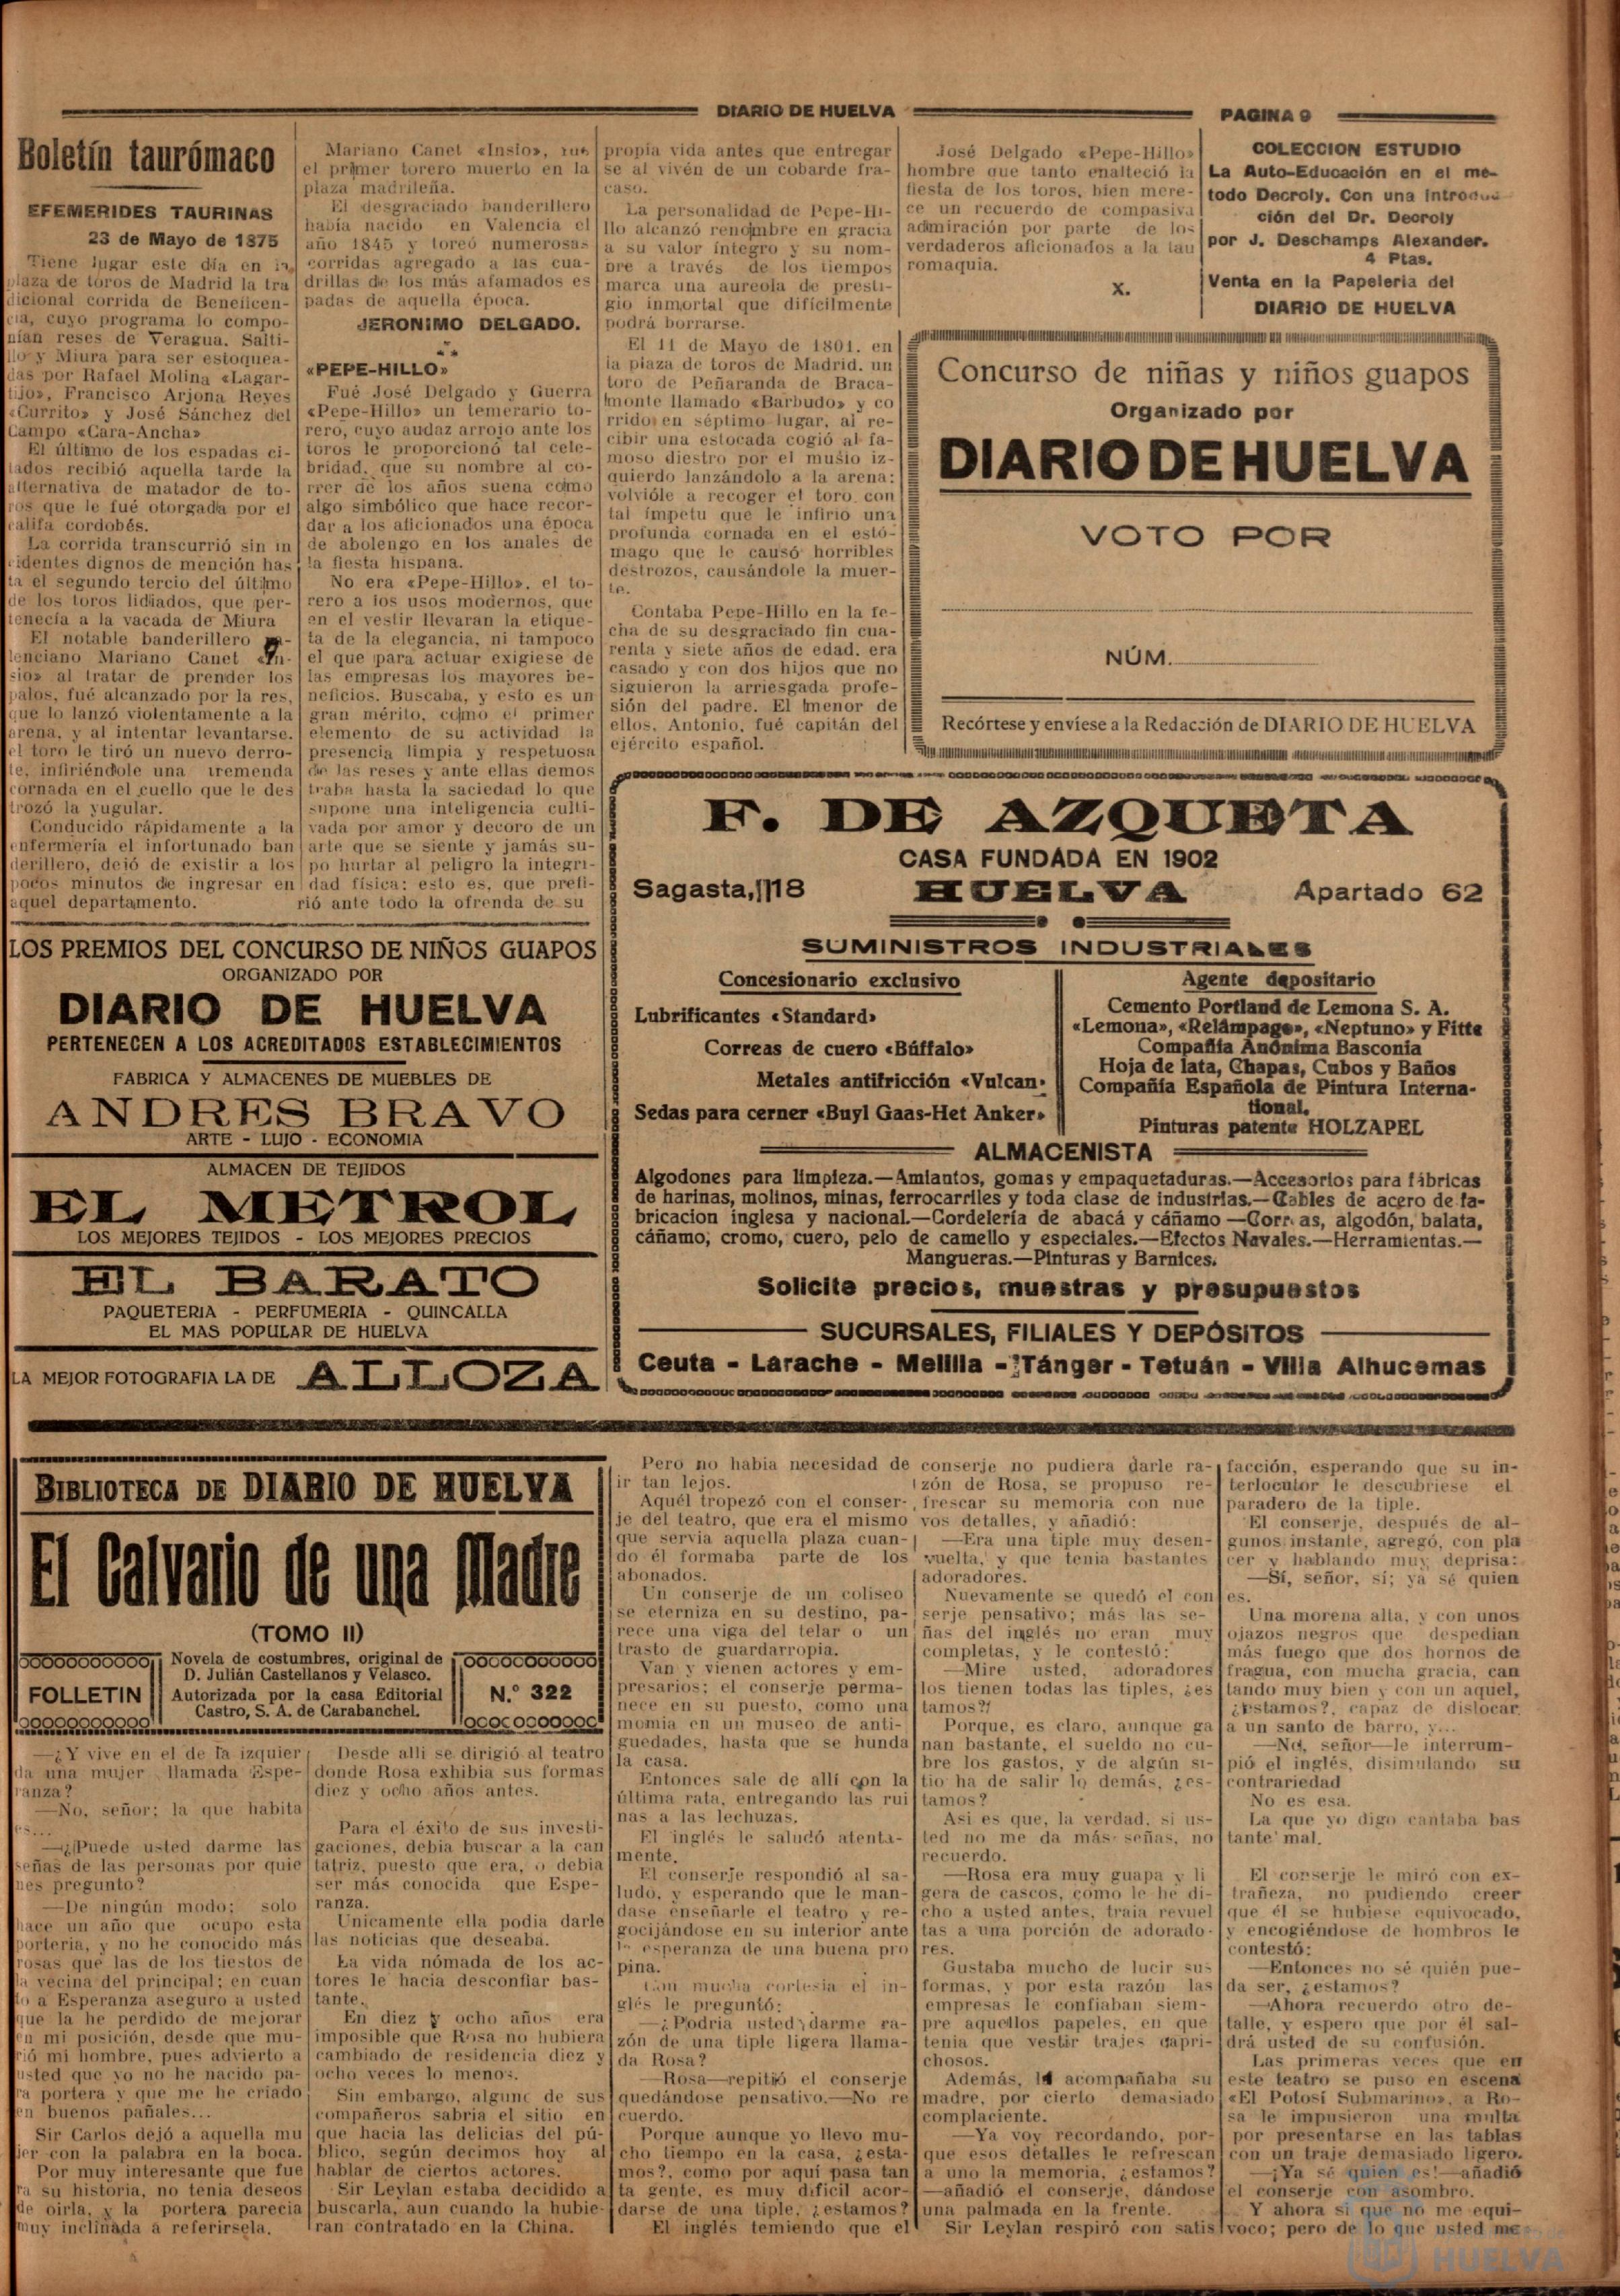 DIARIO DE HUELVA
PAGINA 9
Boletín taurómaco
EFEMERIDES TAURINAS
23 de Mayo de 1875
Tiene lugar este día en la
plaza de toros de Madrid la tra
dicional corrida de Beneficen-
cia, cuyo programa lo compo-
nían reses de Veragua, Salti-
llo y Miura para ser estoquea-
das por Rafael Molina «Lagar-
tijo», Francisco Arjona Reyes
«Currito» y José Sánchez del
Campo «Cara-Ancha»
El último de los espadas ci-
tados recibió aquella tarde la
alternativa de matador de to-
ros que le fué otorgada por el
califa cordobés.
La corrida transcurrió sin in
cidentes dignos de mención has
ta el segundo tercio del último
de los toros lidiados, que per-
tenecía a la vacada de Miura
El notable banderillero va-
lenciano Mariano Canet «In-
sio» al tratar de prender los
palos, fué alcanzado por la res,
que lo lanzó violentamente a la
arena, y al intentar levantarse.
el toro le tiró un nuevo derro-
te, infiriéndole una tremenda
cornada en el cuello que le des
trozó la yugular.
Conducido rápidamente a la
enfermería el infortunado ban
derillero, dejó de existir a los
pocos minutos de ingresar en
aquel departamento.
Mariano Canet «Insio», fué
el primer torero muerto en la
plaza madrileña.
El desgraciado banderillero
había nacido en Valencia el
año 1845 y toreó numerosas
corridas agregado a las cua-
drillas de los más afamados es
padas de aquella época.
JERONIMO DELGADO.
«PEPE-HILLO»
Fué José Delgado y Guerra
«Pepe-Hillo» un temerario to-
rero, cuyo audaz arrojo ante los
toros le proporcionó tal cele-
bridad, que su nombre al co-
rrer de los años suena como
algo simbólico que hace recor-
dar a los aficionados una época
de abolengo en los anales de
la fiesta hispana.
No era «Pepe-Hillo», el to-
rero a los usos modernos, que
en el vestir llevaran la etique-
ta de la elegancia, ni tampoco
el que para actuar exigiese de
las empresas los mayores be-
neficios. Buscaba, y esto es un
gran mérito, como el primer
elemento de su actividad la
presencia limpia y respetuosa
de las reses y ante ellas demos
traba hasta la saciedad lo que
supone una inteligencia culti-
vada por amor y decoro de un
arte que se siente y jamás su-
po hurtar al peligro la integri-
dad física: esto es, que prefi-
rió ante todo la ofrenda de su
propia vida antes que entregar
se al vivén de un cobarde fra-
caso.
La personalidad de Pepe-Hi-
llo alcanzó renombre en gracia
a su valor íntegro y su nom-
bre a través de los tiempos
marca una aureola de presti-
gio inmortal que difícilmente
podrá borrarse.
El 11 de Mayo de 1801, en
la plaza de toros de Madrid, un
toro de Peñaranda de Braca-
monte llamado «Barbudo» y co
rrido en séptimo lugar, al re-
cibir una estocada cogió al fa-
moso diestro por el muslo iz-
quierdo lanzándolo a la arena:
volvióle a recoger el toro con
tal ímpetu que le infirió una
profunda cornada en el estó-
mago que le causó horribles
destrozos, causándole la muer-
te.
Contaba Pepe-Hillo en la fe-
cha de su desgraciado fin cua-
renta y siete años de edad, era
casado y con dos hijos que no
siguieron la arriesgada profe-
sión del padre. El menor de
ellos, Antonio, fué capitán del
ejército español.
José Delgado «Pepe-Hillo»
hombre que tanto enalteció la
fiesta de los toros, bien mere-
ce un recuerdo de compasiva
admiración por parte de los
verdaderos aficionados a la tau
romaquia.
X.
COLECCION ESTUDIO
La Auto-Educación en el me-
todo Decroly. Con una introduc-
ción del Dr. Decroly
por J. Deschamps Alexander.
4 Ptas.
Venta en la Papelería del
DIARIO DE HUELVA
Concurso de niñas y niños guapos
Organizado por
DIARIO DE HUELVA
VOTO POR
NÚM.
Recórtese y envíese a la Redacción de DIARIO DE HUELVA
LOS PREMIOS DEL CONCURSO DE NIÑOS GUAPOS
ORGANIZADO POR
DIARIO DE HUELVA
PERTENECEN A LOS ACREDITADOS ESTABLECIMIENTOS
FABRICA Y ALMACENES DE MUEBLES DE
ANDRES BRAVO
ARTE - LUJO - ECONOMIA
ALMACEN DE TEJIDOS
EL METROL
LOS MEJORES TEJIDOS - LOS MEJORES PRECIOS
EL BARATO
PAQUETERIA - PERFUMERIA - QUINCALLA
EL MAS POPULAR DE HUELVA
LA MEJOR FOTOGRAFIA LA DE ALLOZA
F. DE AZQUETA
CASA FUNDADA EN 1902
Sagasta, 118 HUELVA Apartado 62
SUMINISTROS INDUSTRIALES
Concesionario exclusivo
Lubrificantes «Standard»
Correas de cuero «Búffalo»
Metales antifricción «Vulcan»
Sedas para cerner «Buyl Gaas-Het Anker»
Agente depositario
Cemento Portland de Lemona S. A.
«Lemona», «Relámpago», «Neptuno» y Fitte
Compañía Anónima Basconia
Hoja de lata, Chapas, Cubos y Baños
Compañía Española de Pintura Interna-
tional.
Pinturas patente HOLZAPEL
ALMACENISTA
Algodones para limpieza.—Amiantos, gomas y empaquetaduras.—Accesorios para fábricas
de harinas, molinos, minas, ferrocarriles y toda clase de industrias.—Cables de acero de fa-
bricacion inglesa y nacional.—Cordelería de abacá y cáñamo —Corr as, algodón, balata,
cáñamo, cromo, cuero, pelo de camello y especiales.—Efectos Navales.—Herramientas.—
Mangueras.—Pinturas y Barnices.
Solicite precios, muestras y presupuestos
SUCURSALES, FILIALES Y DEPÓSITOS
Ceuta - Larache - Melilla - Tánger - Tetuán - Villa Alhucemas
BIBLIOTECA DE DIARIO DE HUELVA
El Calvario de una Madre
(TOMO II)
FOLLETIN
Novela de costumbres, original de
D. Julián Castellanos y Velasco.
Autorizada por la casa Editorial
Castro, S. A. de Carabanchel.
N.° 322
—¿Y vive en el de la izquier
da una mujer llamada Espe-
ranza?
—No, señor; la que habita
es...
—¿Puede usted darme las
señas de las personas por quie
nes pregunto?
—De ningún modo; solo
hace un año que ocupo esta
portería, y no he conocido más
rosas que las de los tiestos de
la vecina del principal; en cuan
to a Esperanza aseguro a usted
que la he perdido de mejorar
en mi posición, desde que mu-
rió mi hombre, pues advierto a
usted que yo no he nacido pa-
ra portera y que me he criado
en buenos pañales...
Sir Carlos dejó a aquella mu
jer con la palabra en la boca.
Por muy interesante que fue
ra su historia, no tenia deseos
de oirla, y la portera parecia
muy inclinada a referirsela.
Desde allí se dirigió al teatro
donde Rosa exhibia sus formas
diez y ocho años antes.
Para el éxito de sus investi-
gaciones, debia buscar a la can
tatriz, puesto que era, o debia
ser más conocida que Espe-
ranza.
Unicamente ella podia darle
las noticias que deseaba.
La vida nómada de los ac-
tores le hacia desconfiar bas-
tante.
En diez y ocho años era
imposible que Rosa no hubiera
cambiado de residencia diez y
ocho veces lo menos.
Sin embargo, alguno de sus
compañeros sabria el sitio en
que hacia las delicias del pú-
blico, según decimos hoy al
hablar de ciertos actores.
Sir Leylan estaba decidido a
buscarla, aun cuando la hubie-
ran contratado en la China.
Pero no habia necesidad de
ir tan lejos.
Aquél tropezó con el conser-
je del teatro, que era el mismo
que servia aquella plaza cuan-
do él formaba parte de los
abonados.
Un conserje de un coliseo
se eterniza en su destino, pa-
rece una viga del telar o un
trasto de guardarropia.
Van y vienen actores y em-
presarios; el conserje perma-
nece en su puesto, como una
momia en un museo de anti-
guedades, hasta que se hunda
la casa.
Entonces sale de allí con la
última rata, entregando las rui
nas a las lechuzas.
El inglés le saludó atenta-
mente.
El conserje respondió al sa-
ludo, y esperando que le man-
dase enseñarle el teatro y re-
gocijándose en su interior ante
la esperanza de una buena pro
pina.
Con mucha cortesia el in-
glés le preguntó:
—¿Podria usted darme ra-
zón de una tiple ligera llama-
da Rosa?
—Rosa—repitió el conserje
quedándose pensativo.—No re
cuerdo.
Porque aunque yo llevo mu-
cho tiempo en la casa, ¿esta-
mos?, como por aquí pasa tan
ta gente, es muy dificil acor-
darse de una tiple, ¿estamos?
El inglés temiendo que el
conserje no pudiera darle ra-
zón de Rosa, se propuso re-
frescar su memoria con nue
vos detalles, y añadió:
—Era una tiple muy desen-
vuelta, y que tenia bastantes
adoradores.
Nuevamente se quedó el con
serje pensativo; más las se-
ñas del inglés no eran muy
completas, y le contestó:
—Mire usted, adoradores
los tienen todas las tiples, ¿es
tamos?
Porque, es claro, aunque ga
nan bastante, el sueldo no cu-
bre los gastos, y de algún si-
tio ha de salir lo demás, ¿es-
tamos?
Asi es que, la verdad, si us-
ted no me da más señas, no
recuerdo.
—Rosa era muy guapa y li
gera de cascos, como le he di-
cho a usted antes, traia revuel
tas a una porción de adorado-
res.
Gustaba mucho de lucir sus
formas, y por esta razón las
empresas le confiaban siem-
pre aquellos papeles, en que
tenia que vestir trajes capri-
chosos.
Además, la acompañaba su
madre, por cierto demasiado
complaciente.
—Ya voy recordando, por-
que esos detalles le refrescan
a uno la memoria, ¿estamos?
—añadió el conserje, dándose
una palmada en la frente.
Sir Leylan respiró con satis
facción, esperando que su in-
terlocutor le descubriese el
paradero de la tiple.
El conserje, después de al-
gunos instante, agregó, con pla
cer y hablando muy deprisa:
—Sí, señor, sí; ya sé quien
es.
Una morena alta, y con unos
ojazos negros que despedian
más fuego que dos hornos de
fragua, con mucha gracia, can
tando muy bien y con un aquel,
¿estamos?, capaz de dislocar
a un santo de barro, y...
—No, señor—le interrum-
pió el inglés, disimulando su
contrariedad
No es esa.
La que yo digo cantaba bas
tante mal.
El conserje le miró con ex-
trañeza, no pudiendo creer
que él se hubiese equivocado,
y encogiéndose de hombros le
contestó:
—Entonces no sé quién pue-
da ser, ¿estamos?
—Ahora recuerdo otro de-
talle, y espero que por él sal-
drá usted de su confusión.
Las primeras veces que en
este teatro se puso en escena
«El Potosí Submarino», a Ro-
sa le impusieron una multa
por presentarse en las tablas
con un traje demasiado ligero.
—¡Ya sé quién es!—añadió
el conserje con asombro.
Y ahora si que no me equi-
voco; pero de lo que usted me
HUELVA